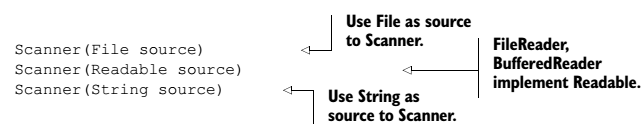 Use File as source
to Scanner.
Scanner(File source)
Scanner(Readable source)
Scanner(String source)
FileReader,
BufferedReader
implement Readable.
Use String as
source to Scanner.